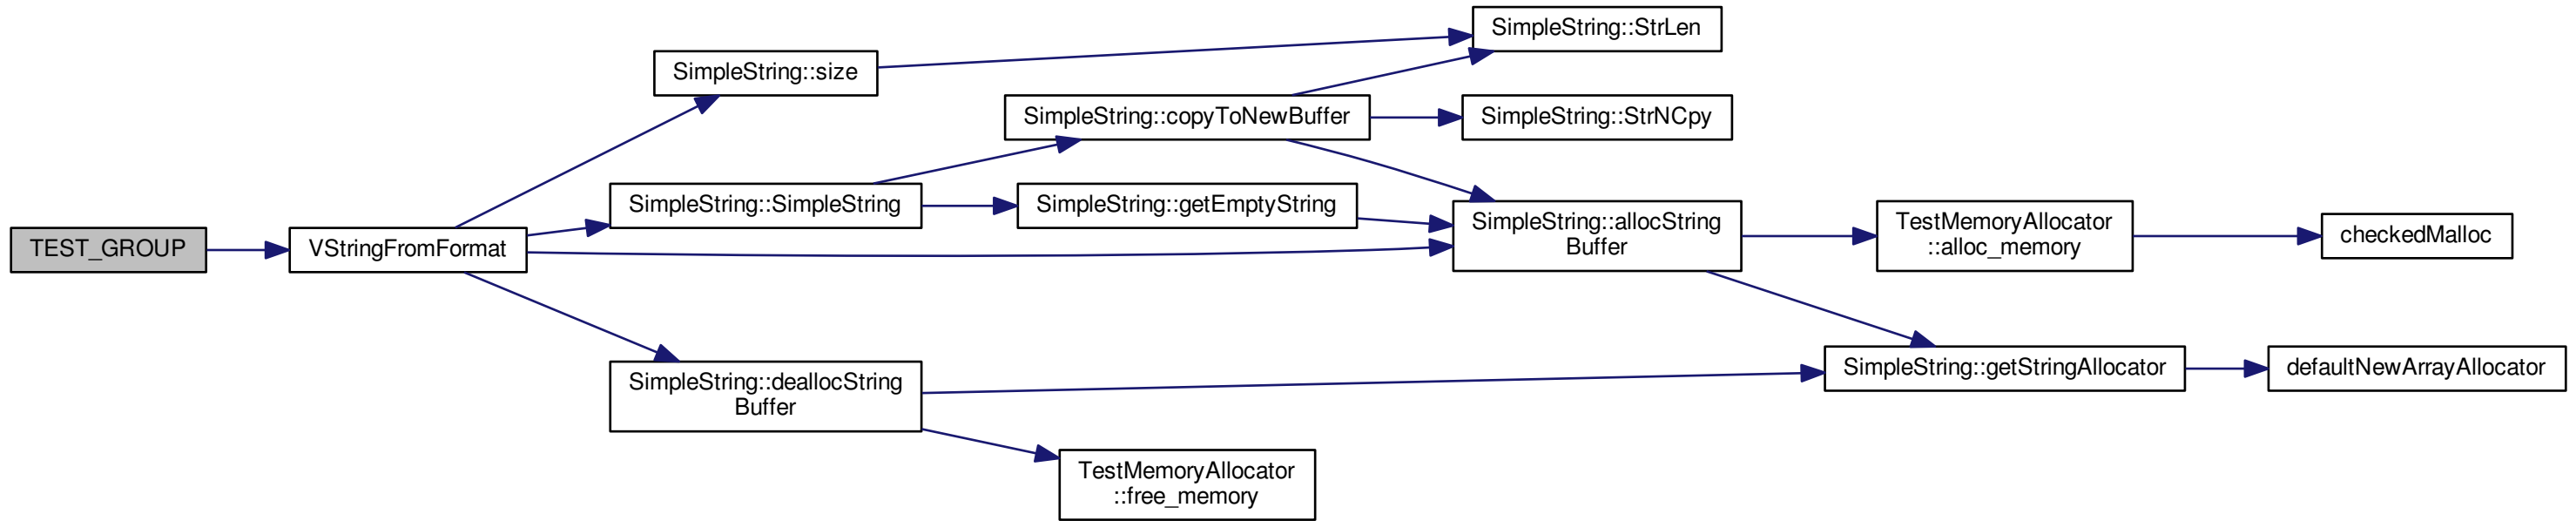 TEST_GROUP
VStringFromFormat
SimpleString::size
SimpleString::SimpleString
SimpleString::deallocString
Buffer
SimpleString::copyToNewBuffer
SimpleString::getEmptyString
TestMemoryAllocator
::free_memory
SimpleString::StrLen
SimpleString::StrNCpy
SimpleString::allocString
Buffer
TestMemoryAllocator
::alloc_memory
SimpleString::getStringAllocator
checkedMalloc
defaultNewArrayAllocator